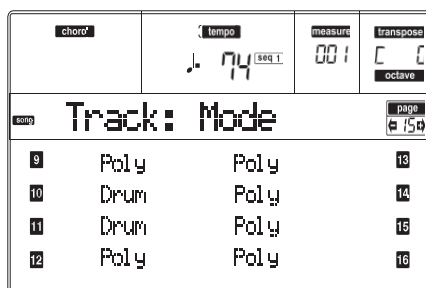 chord tempo measure transpose
♩. 74 seq 1 001 C
octave
song Track: Mode page
15
9 Poly Poly 13
10 Drum Poly 14
11 Drum Poly 15
12 Poly Poly 16